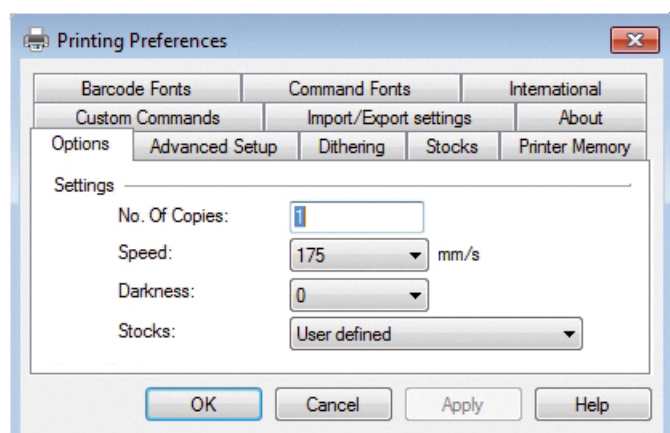 Printing Preferences
Barcode Fonts Command Fonts International
Custom Commands Import/Export settings About
Options Advanced Setup Dithering Stocks Printer Memory
Settings
No. Of Copies: 1
Speed: 175 mm/s
Darkness: 0
Stocks: User defined
OK Cancel Apply Help